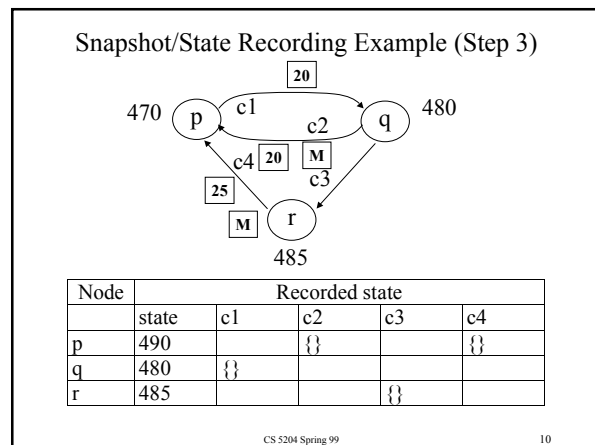 Snapshot/State Recording Example (Step 3)
20
470 p c1 q 480
c2
c4 20 M c3
25
M r
485
Node Recorded state
state c1 c2 c3 c4
p 490 {} {}
q 480 {}
r 485 {}
CS 5204 Spring 99 10